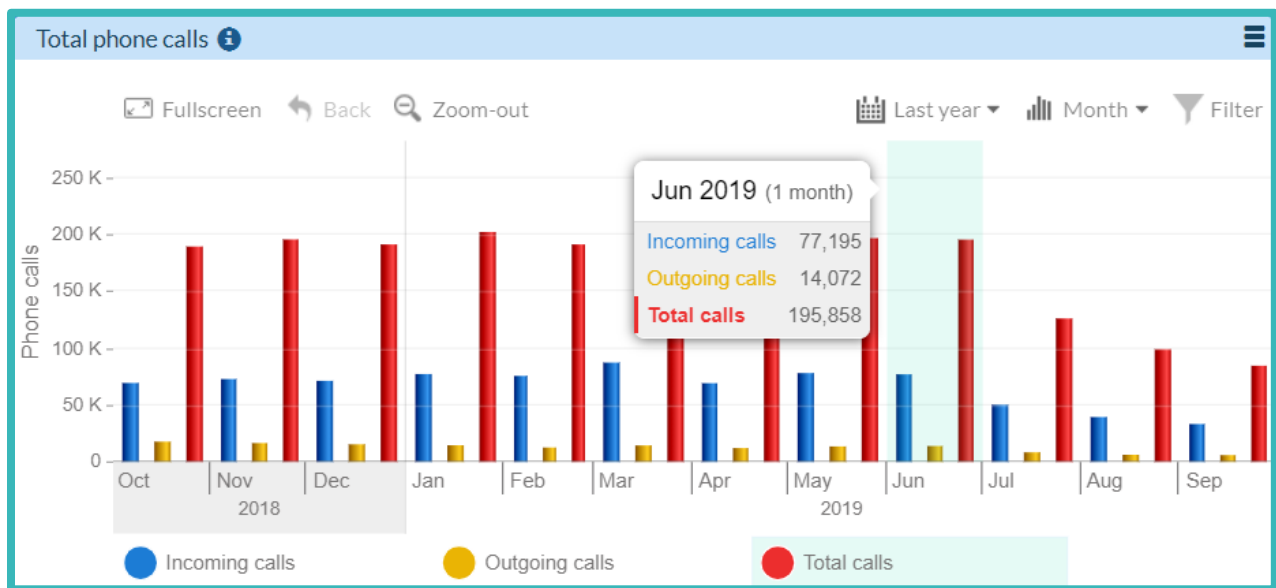 Total phone calls
Fullscreen Back Zoom-out Last year Month Filter
250 K
200 K
150 K
100 K
50 K
0
Phone calls
Jun 2019 (1 month)
Incoming calls 77,195
Outgoing calls 14,072
Total calls 195,858
Oct Nov Dec Jan Feb Mar Apr May Jun Jul Aug Sep
2018 2019
Incoming calls Outgoing calls Total calls